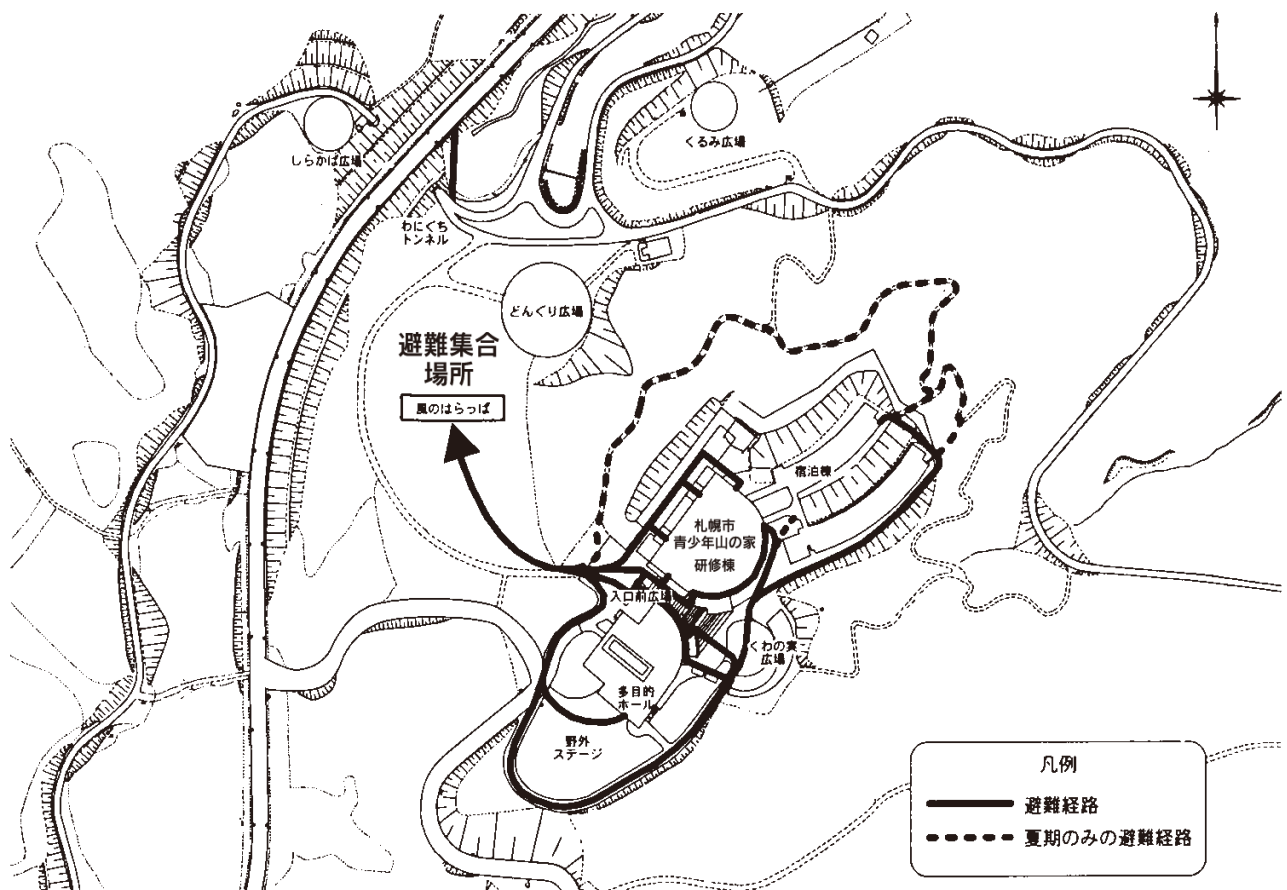 しらかば広場
くるみ広場
わにぐち
トンネル
どんぐり広場
避難集合
場所
風のはらっぱ
宿泊棟
札幌市
青少年山の家
研修棟
入口前広場
くわの実
広場
多目的
ホール
野外
ステージ
凡例
避難経路
夏期のみの避難経路